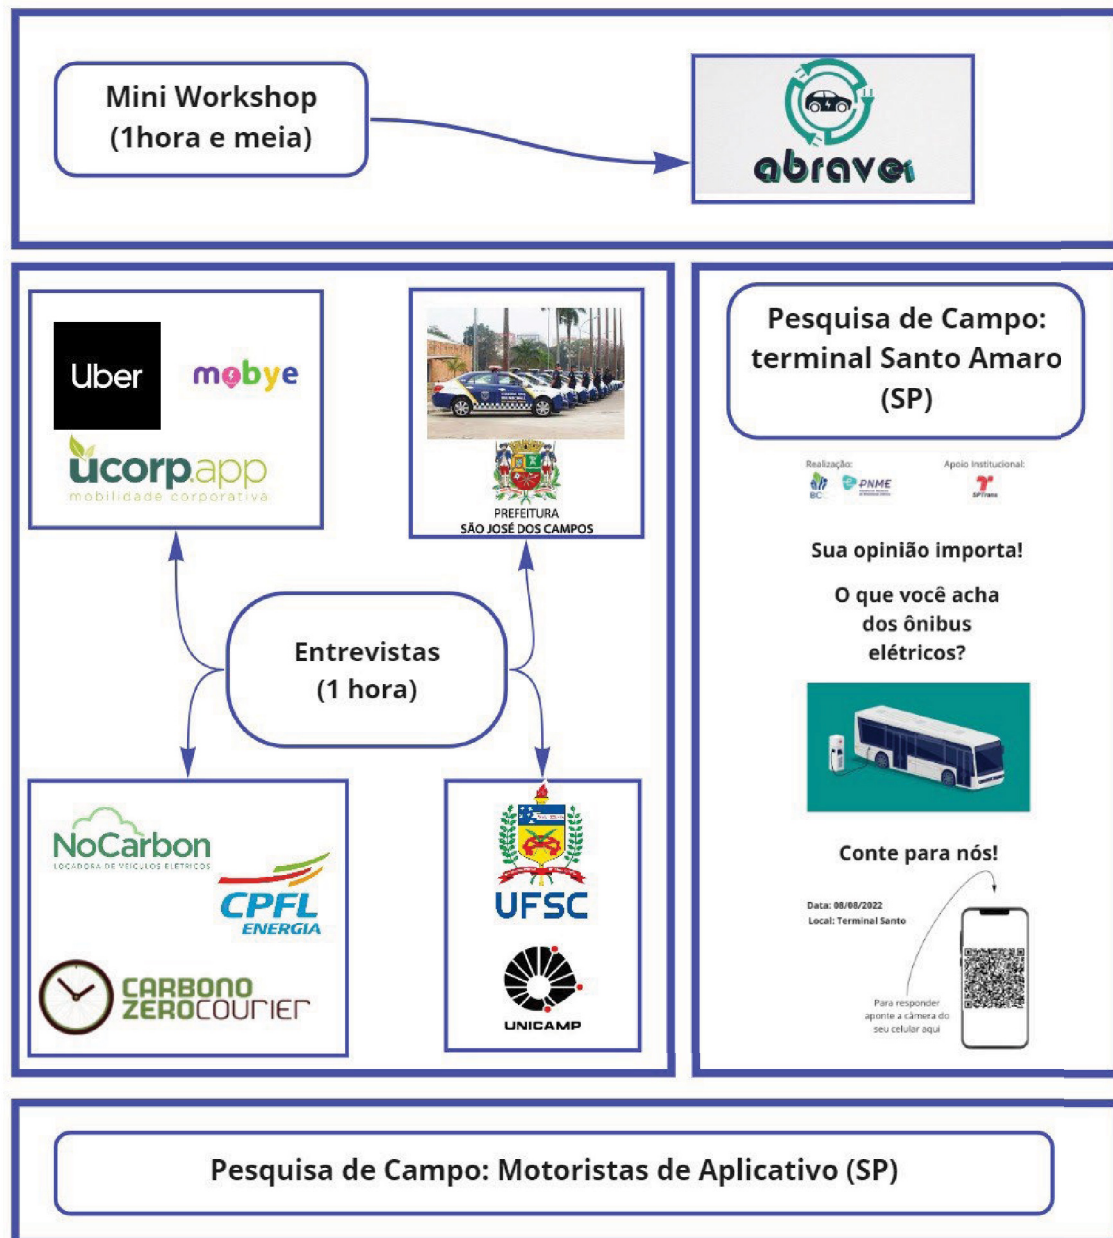 Mini Workshop
(1hora e meia)
abravei
Uber
mobye
ucorp.app
mobilidade corporativa
PREFEITURA
SÃO JOSÉ DOS CAMPOS
Entrevistas
(1 hora)
NoCarbon
LOCADORA DE VEÍCULOS ELÉTRICOS
CPFL
ENERGIA
CARBONO
ZEROCOURIER
UFSC
UNICAMP
Pesquisa de Campo:
terminal Santo Amaro
(SP)
Realização:
Apoio Institucional:
PNME
SPTrans
Sua opinião importa!
O que você acha
dos ônibus
elétricos?
Conte para nós!
Data: 08/08/2022
Local: Terminal Santo
Para responder
aponte a câmera do
seu celular aqui
Pesquisa de Campo: Motoristas de Aplicativo (SP)